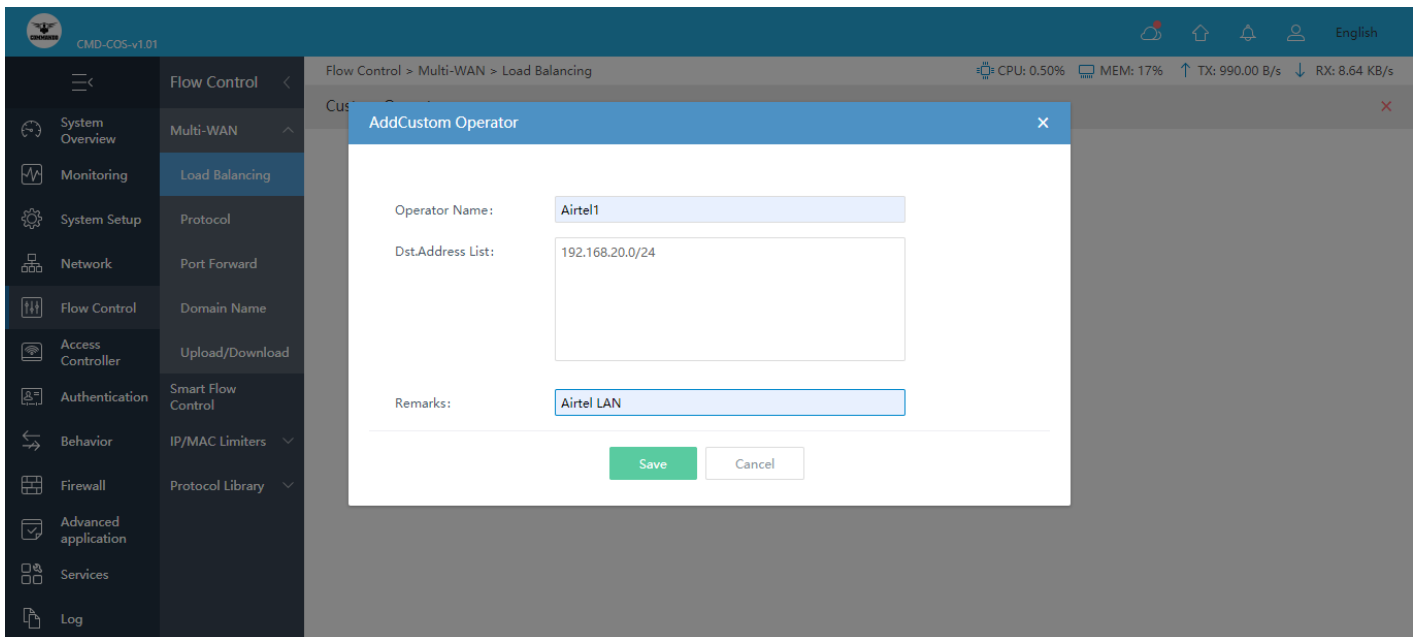 CMD-COS-v1.01
English
Flow Control
Flow Control > Multi-WAN > Load Balancing
CPU: 0.50%
MEM: 17%
TX: 990.00 B/s
RX: 8.64 KB/s
System
Overview
Monitoring
System Setup
Network
Flow Control
Access
Controller
Authentication
Behavior
Firewall
Advanced
application
Services
Log
Multi-WAN
Load Balancing
Protocol
Port Forward
Domain Name
Upload/Download
Smart Flow
Control
IP/MAC Limiters
Protocol Library
AddCustom Operator
Operator Name:
Airtel1
Dst.Address List:
192.168.20.0/24
Remarks:
Airtel LAN
Save
Cancel